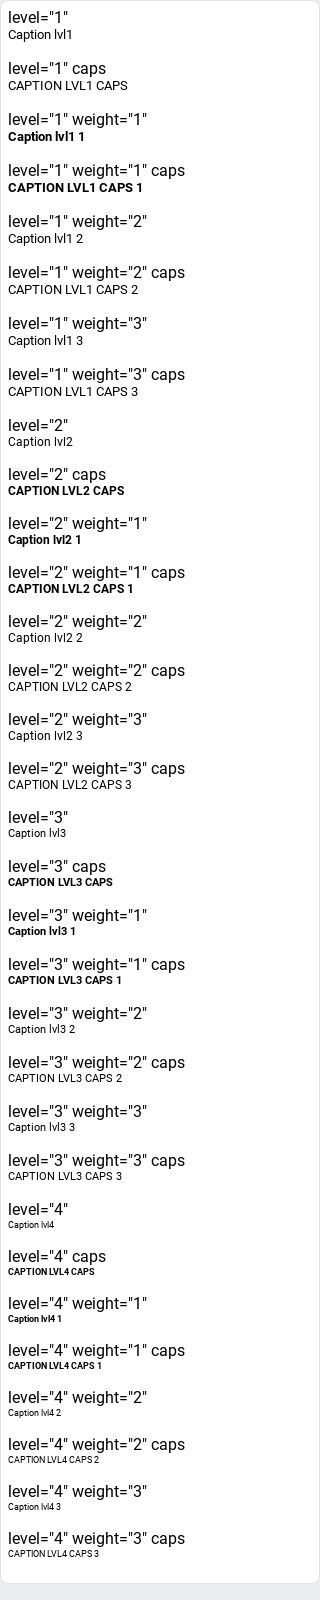 level="1"
Caption lvl1
level="1" caps
CAPTION LVL1 CAPS
level="1" weight="1"
Caption lvl1 1
level="1" weight="1" caps
CAPTION LVL1 CAPS 1
level="1" weight="2"
Caption lvl1 2
level="1" weight="2" caps
CAPTION LVL1 CAPS 2
level="1" weight="3"
Caption lvl1 3
level="1" weight="3" caps
CAPTION LVL1 CAPS 3
level="2"
Caption lvl2
level="2" caps
CAPTION LVL2 CAPS
level="2" weight="1"
Caption lvl2 1
level="2" weight="1" caps
CAPTION LVL2 CAPS 1
level="2" weight="2"
Caption lvl2 2
level="2" weight="2" caps
CAPTION LVL2 CAPS 2
level="2" weight="3"
Caption lvl2 3
level="2" weight="3" caps
CAPTION LVL2 CAPS 3
level="3"
Caption lvl3
level="3" caps
CAPTION LVL3 CAPS
level="3" weight="1"
Caption lvl3 1
level="3" weight="1" caps
CAPTION LVL3 CAPS 1
level="3" weight="2"
Caption lvl3 2
level="3" weight="2" caps
CAPTION LVL3 CAPS 2
level="3" weight="3"
Caption lvl3 3
level="3" weight="3" caps
CAPTION LVL3 CAPS 3
level="4"
Caption lvl4
level="4" caps
CAPTION LVL4 CAPS
level="4" weight="1"
Caption lvl4 1
level="4" weight="1" caps
CAPTION LVL4 CAPS 1
level="4" weight="2"
Caption lvl4 2
level="4" weight="2" caps
CAPTION LVL4 CAPS 2
level="4" weight="3"
Caption lvl4 3
level="4" weight="3" caps
CAPTION LVL4 CAPS 3